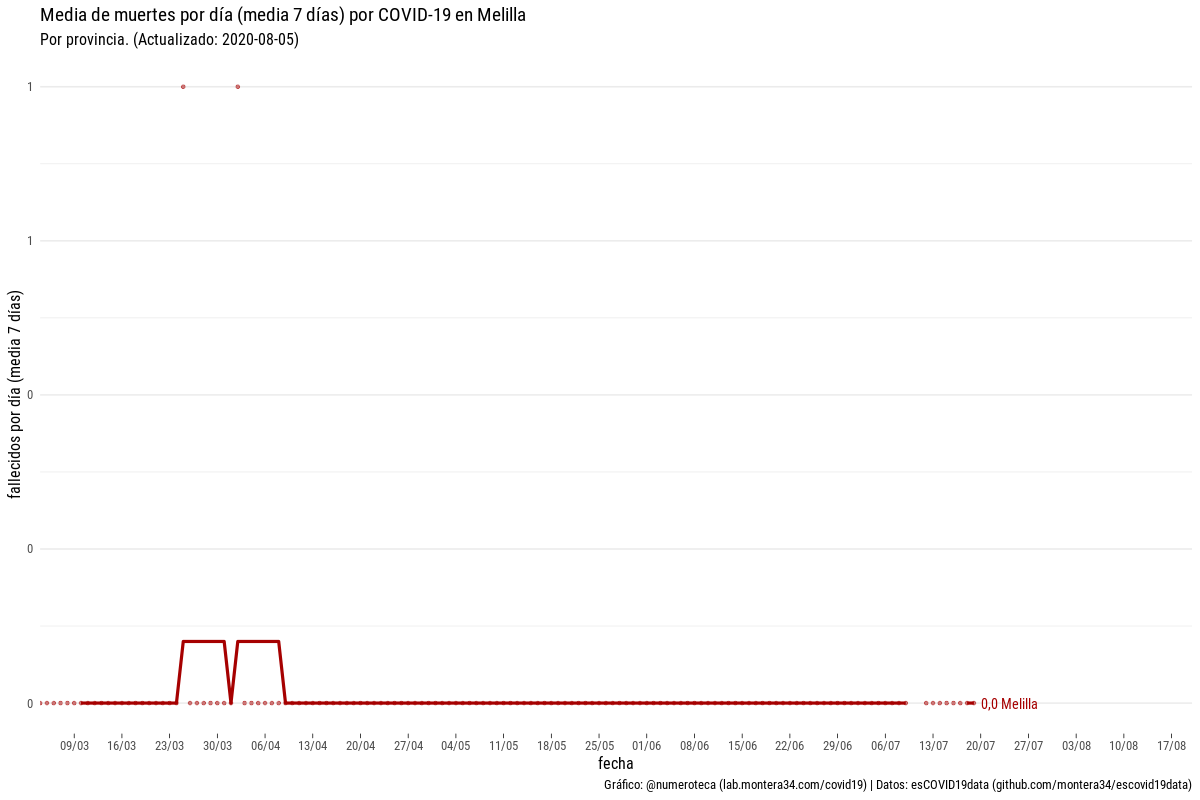 Media de muertes por día (media 7 días) por COVID-19 en Melilla
Por provincia. (Actualizado: 2020-08-05)
fallecidos por día (media 7 días)
1
1
0
0
0
0,0 Melilla
09/03 16/03 23/03 30/03 06/04 13/04 20/04 27/04 04/05 11/05 18/05 25/05 01/06 08/06 15/06 22/06 29/06 06/07 13/07 20/07 27/07 03/08 10/08 17/08
fecha
Gráfico: @numeroteca (lab.montera34.com/covid19) | Datos: esCOVID19data (github.com/montera34/escovid19data)